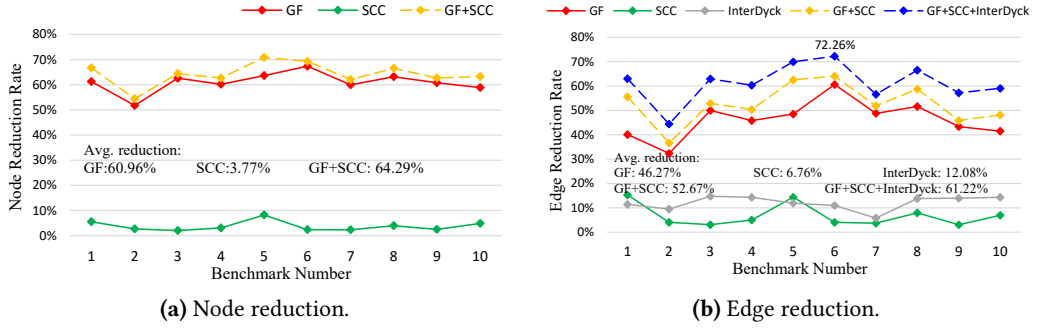 GF SCC GF+SCC
80%
70%
60%
50%
40%
30%
20%
10%
0%
Node Reduction Rate
Avg. reduction:
GF:60.96% SCC:3.77% GF+SCC: 64.29%
1 2 3 4 5 6 7 8 9 10
Benchmark Number
(a) Node reduction.
GF SCC InterDyck GF+SCC GF+SCC+InterDyck
80%
70%
60%
50%
40%
30%
20%
10%
0%
Edge Reduction Rate
72.26%
Avg. reduction:
GF: 46.27% SCC: 6.76% InterDyck: 12.08%
GF+SCC: 52.67% GF+SCC+InterDyck: 61.22%
1 2 3 4 5 6 7 8 9 10
Benchmark Number
(b) Edge reduction.